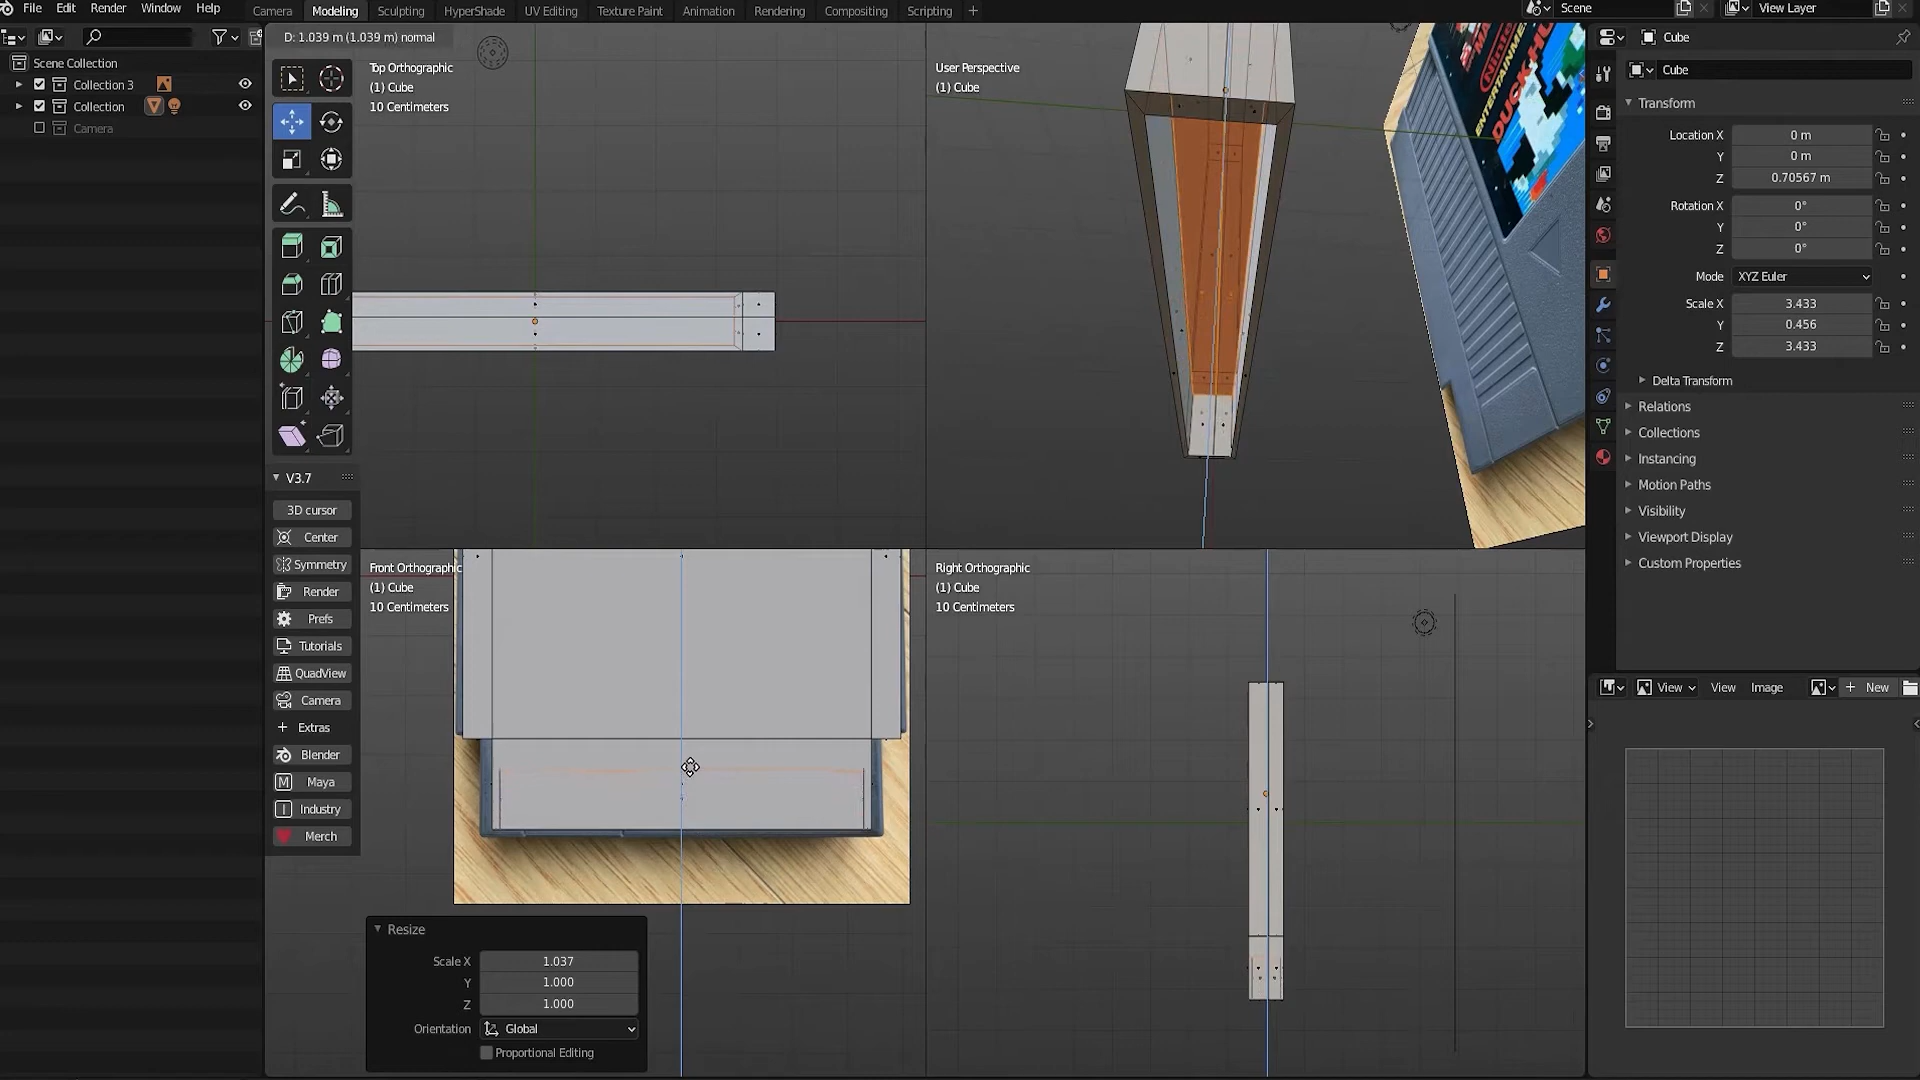 File Edit Render Window Help
Camera Modeling Sculpting HyperShade UV Editing Texture Paint Animation Rendering Compositing Scripting +
Scene
View Layer
Scene Collection
Collection 3
Collection
Camera
D: 1.039 m (1.039 m) normal
Top Orthographic
(1) Cube
10 Centimeters
V3.7
3D cursor
Center
Symmetry
Render
Prefs
Tutorials
QuadView
Camera
+ Extras
Blender
M Maya
I Industry
Merch
User Perspective
(1) Cube
Nintendo
ENTERTAINMENT
DUCK HUNT
Front Orthographic
(1) Cube
10 Centimeters
Right Orthographic
(1) Cube
10 Centimeters
Resize
Scale X 1.037
Y 1.000
Z 1.000
Orientation Global
Proportional Editing
Cube
Cube
Transform
Location X 0 m
Y 0 m
Z 0.70567 m
Rotation X 0°
Y 0°
Z 0°
Mode XYZ Euler
Scale X 3.433
Y 0.456
Z 3.433
Delta Transform
Relations
Collections
Instancing
Motion Paths
Visibility
Viewport Display
Custom Properties
View View Image + New